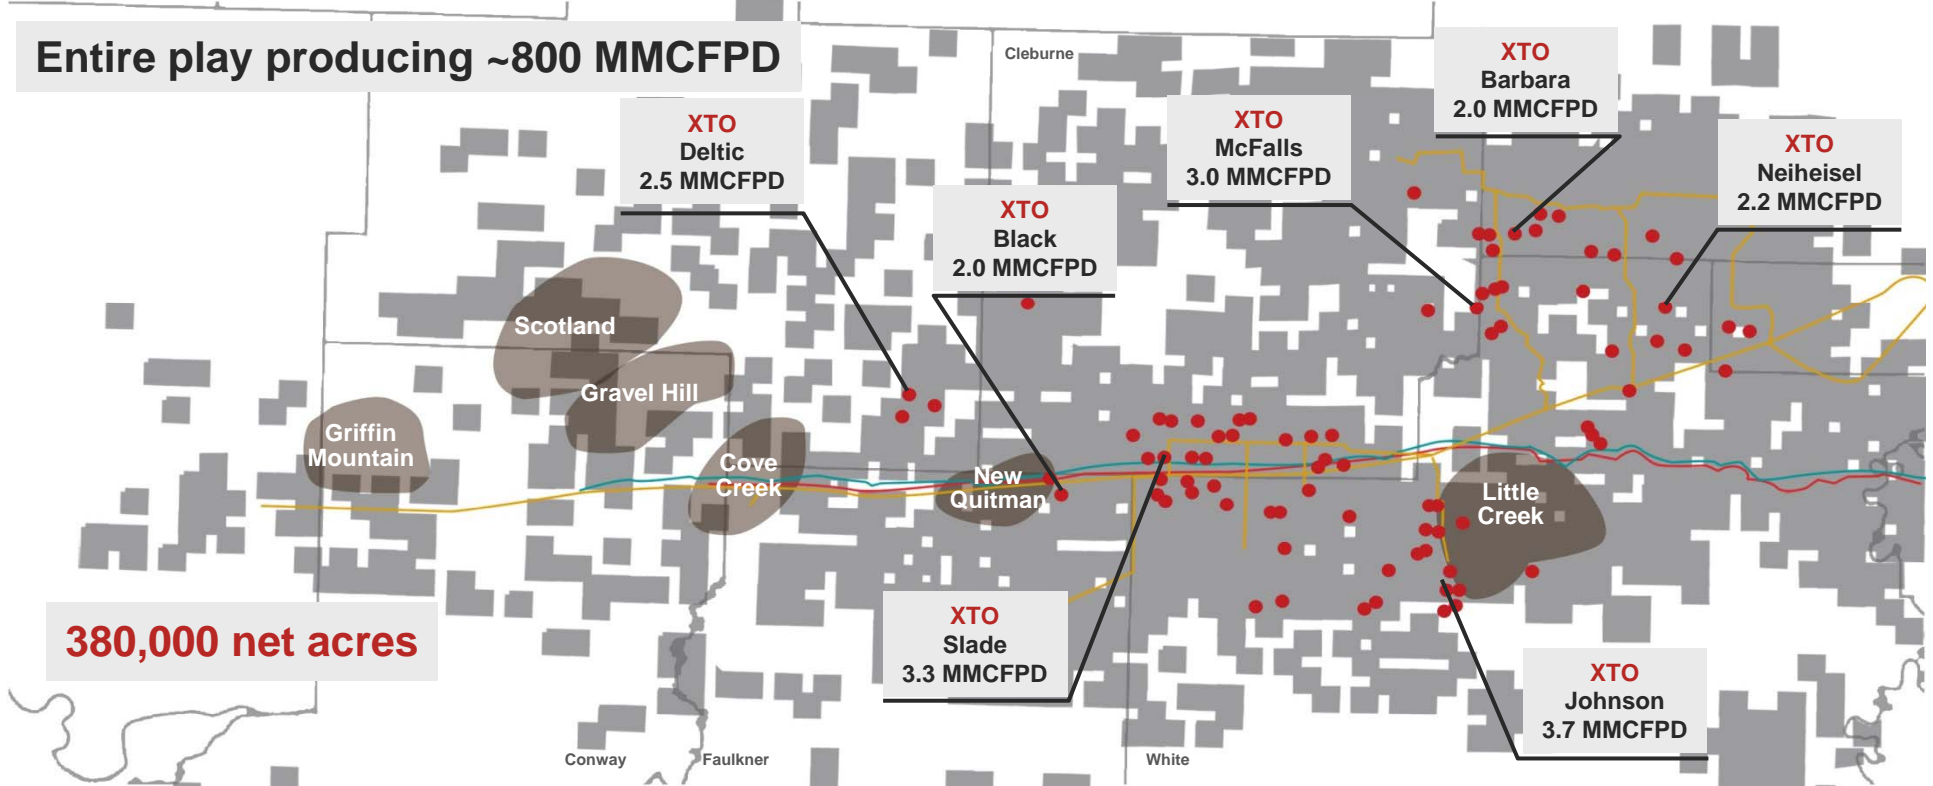 Entire play producing ~800 MMCFPD
Cleburne
XTO
Barbara
2.0 MMCFPD
XTO
Deltic
2.5 MMCFPD
XTO
McFalls
3.0 MMCFPD
XTO
Neiheisel
2.2 MMCFPD
XTO
Black
2.0 MMCFPD
Scotland
Gravel Hill
Griffin
Mountain
Cove
Creek
New
Quitman
Little
Creek
380,000 net acres
XTO
Slade
3.3 MMCFPD
XTO
Johnson
3.7 MMCFPD
Conway
Faulkner
White